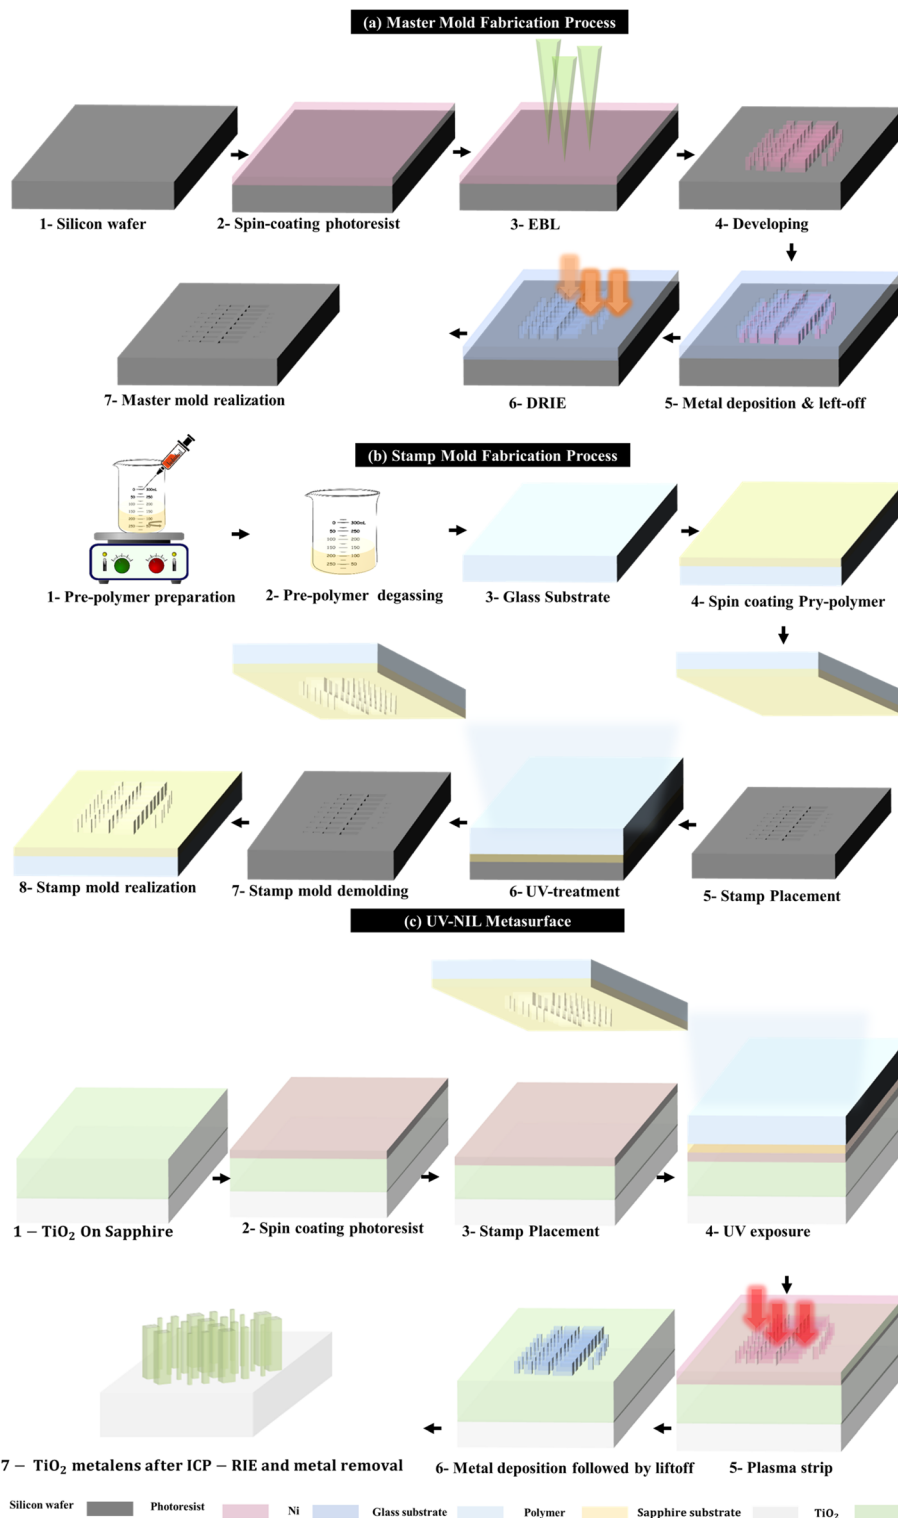 (a) Master Mold Fabrication Process
1- Silicon wafer
2- Spin-coating photoresist
3- EBL
4- Developing
7- Master mold realization
6- DRIE
5- Metal deposition & left-off
(b) Stamp Mold Fabrication Process
1- Pre-polymer preparation
2- Pre-polymer degassing
3- Glass Substrate
4- Spin coating Pry-polymer
8- Stamp mold realization
7- Stamp mold demolding
6- UV-treatment
5- Stamp Placement
(c) UV-NIL Metasurface
1 – TiO₂ On Sapphire
2- Spin coating photoresist
3- Stamp Placement
4- UV exposure
7 – TiO₂ metalens after ICP – RIE and metal removal
6- Metal deposition followed by liftoff
5- Plasma strip
Silicon wafer Photoresist Ni Glass substrate Polymer Sapphire substrate TiO₂